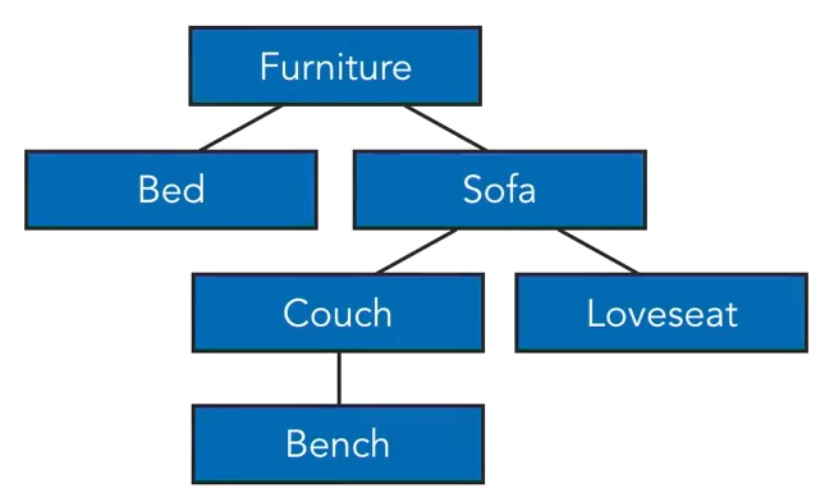 Furniture
Bed
Sofa
Couch
Loveseat
Bench